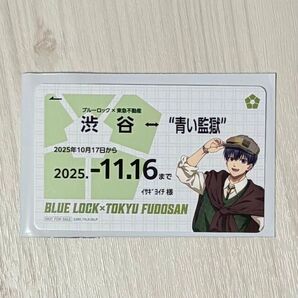 ブルーロック×東急不動産
渋谷 ↔ “青い監獄”
2025年10月17日から
2025.-11.16まで
ｲｻｷﾞ ﾖｲﾁ 様
BLUE LOCK×TOKYU FUDOSAN
NOT FOR SALE